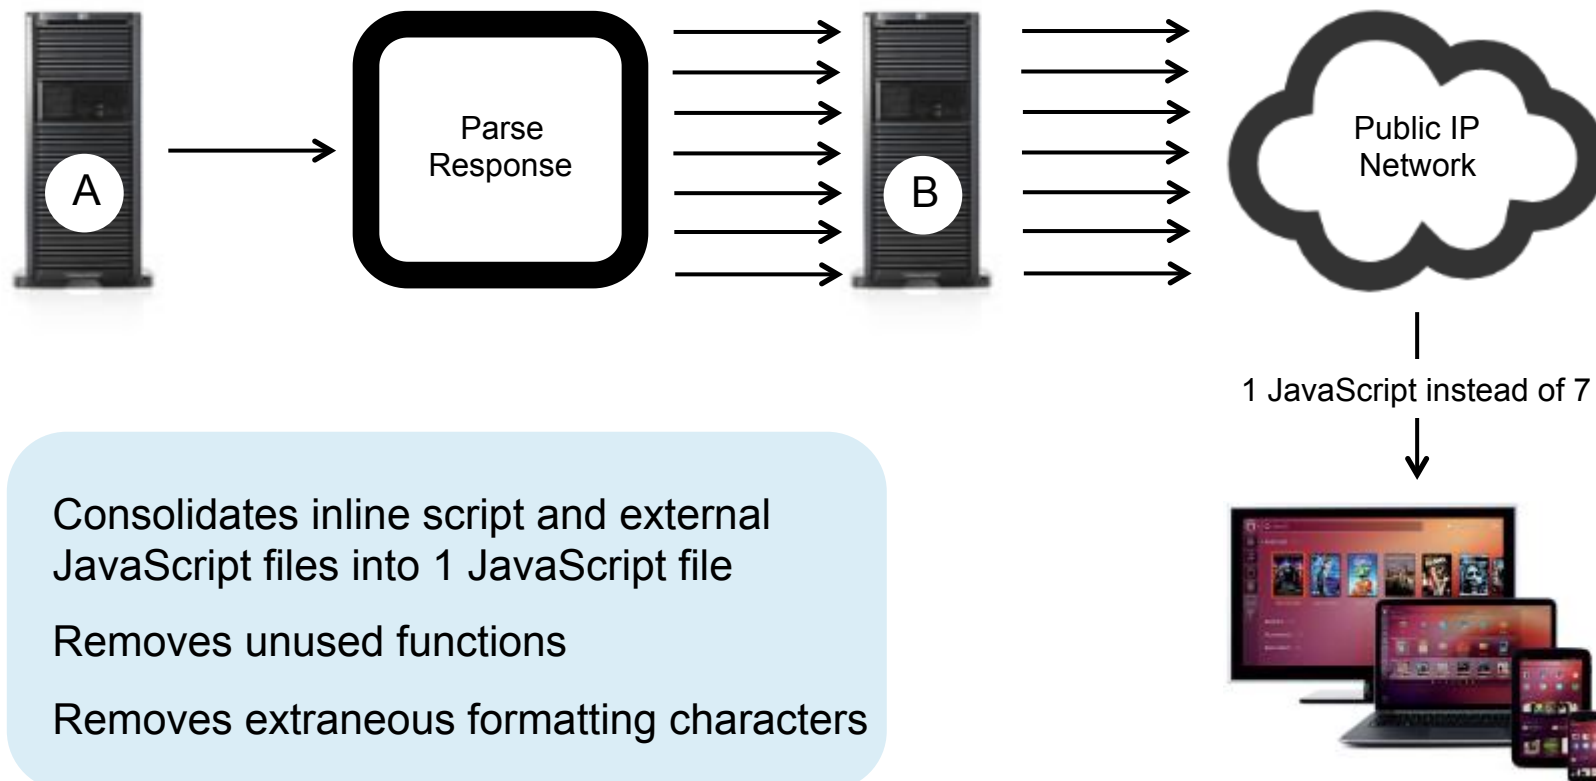 A
Parse
Response
B
Public IP
Network
1 JavaScript instead of 7
Consolidates inline script and external
JavaScript files into 1 JavaScript file
Removes unused functions
Removes extraneous formatting characters